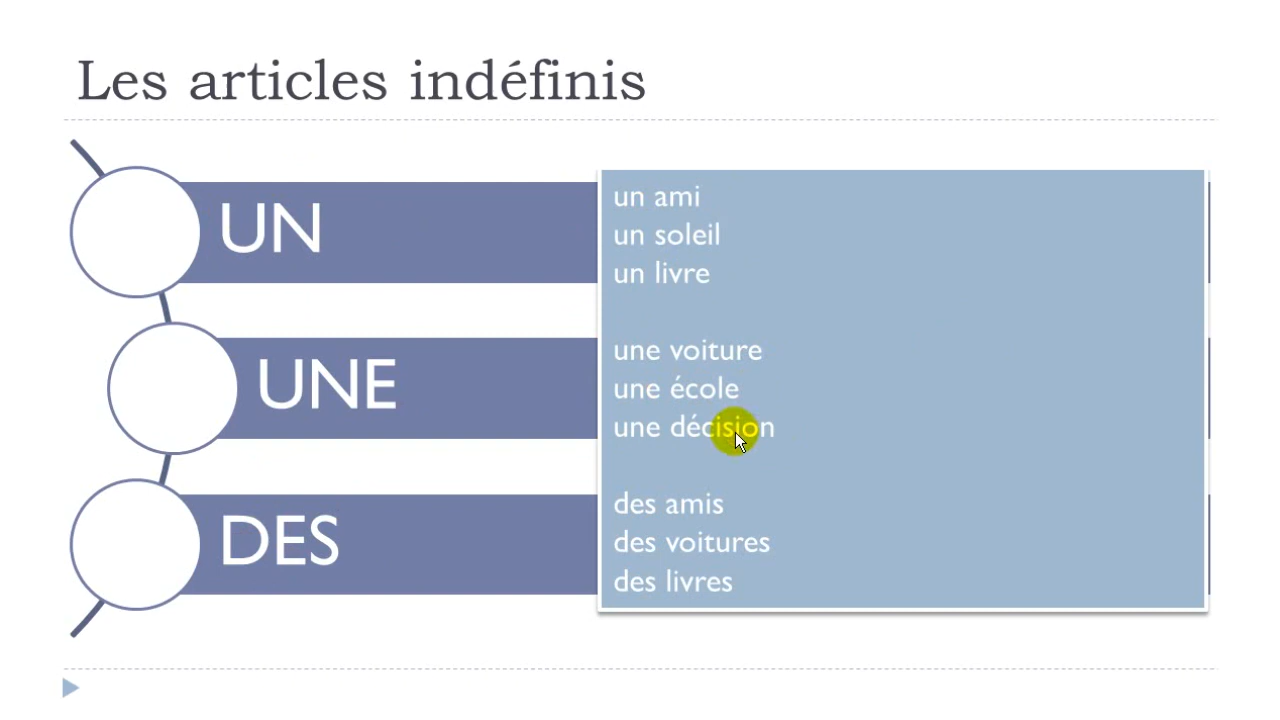 Les articles indéfinis
UN
un ami
un soleil
un livre
UNE
une voiture
une école
une décision
DES
des amis
des voitures
des livres